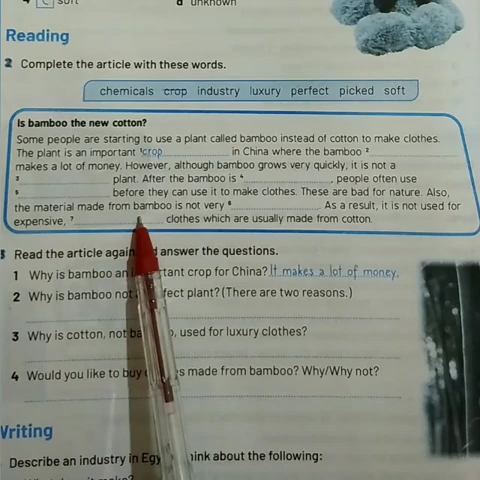 c soft d unknown
Reading
2 Complete the article with these words.
chemicals crop industry luxury perfect picked soft
Is bamboo the new cotton?
Some people are starting to use a plant called bamboo instead of cotton to make clothes.
The plant is an important 1 crop in China where the bamboo 2
makes a lot of money. However, although bamboo grows very quickly, it is not a
3 plant. After the bamboo is 4 , people often use
5 before they can use it to make clothes. These are bad for nature. Also,
the material made from bamboo is not very 6 . As a result, it is not used for
expensive, 7 clothes which are usually made from cotton.
3 Read the article again answer the questions.
1 Why is bamboo an tant crop for China? It makes a lot of money.
2 Why is bamboo not fect plant? (There are two reasons.)
3 Why is cotton, not ba , used for luxury clothes?
4 Would you like to buy s made from bamboo? Why/Why not?
Writing
Describe an industry in Egy ink about the following: